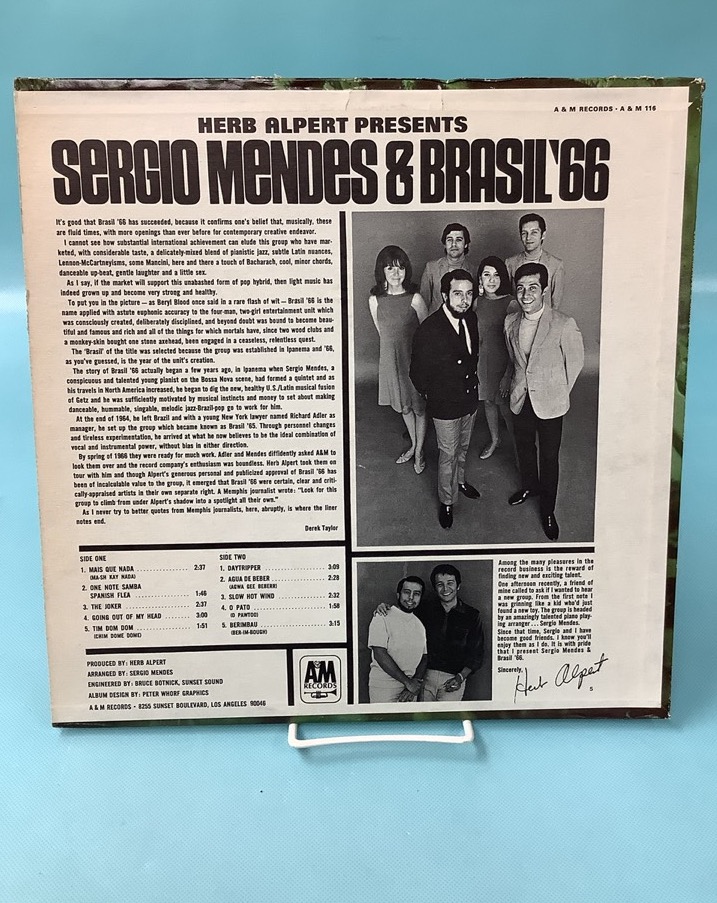 A & M RECORDS · A & M 116
HERB ALPERT PRESENTS
SERGIO MENDES & BRASIL '66
It's good that Brasil '66 has succeeded, because it confirms one's belief that, musically, these
are fluid times, with more openings than ever before for contemporary creative endeavor.
I cannot see how substantial international achievement can elude this group who have mar-
keted, with considerable taste, a delicately-mixed blend of pianistic jazz, subtle Latin nuances,
Lennon-McCartneyisms, some Mancini, here and there a touch of Bacharach, cool, minor chords,
danceable up-beat, gentle laughter and a little sex.
As I say, if the market will support this unabashed form of pop hybrid, then light music has
indeed grown up and become very strong and healthy.
To put you in the picture — as Beryl Blood once said in a rare flash of wit — Brasil '66 is the
name applied with astute euphonic accuracy to the four-man, two-girl entertainment unit which
was consciously created, deliberately disciplined, and beyond doubt was bound to become beau-
tiful and famous and rich and all of the things for which mortals have, since two wood clubs and
a monkey-skin bought one stone axehead, been engaged in a ceaseless, relentless quest.
The 'Brasil' of the title was selected because the group was established in Ipanema and '66,
as you've guessed, is the year of the unit's creation.
The story of Brasil '66 actually began a few years ago, in Ipanema when Sergio Mendes, a
conspicuous and talented young pianist on the Bossa Nova scene, had formed a quintet and as
his travels in North America increased, he began to dig the new, healthy U.S./Latin musical fusion
of Getz and he was sufficiently motivated by musical instincts and money to set about making
danceable, hummable, singable, melodic jazz-Brazil-pop go to work for him.
At the end of 1964, he left Brazil and with a young New York lawyer named Richard Adler as
manager, he set up the group which became known as Brasil '65. Through personnel changes
and tireless experimentation, he arrived at what he now believes to be the ideal combination of
vocal and instrumental power, without bias in either direction.
By spring of 1966 they were ready for much work. Adler and Mendes diffidently asked A&M to
look them over and the record company's enthusiasm was boundless. Herb Alpert took them on
tour with him and though Alpert's generous personal and publicized approval of Brasil '66 has
been of incalculable value to the group, it emerged that Brasil '66 were certain, clear and criti-
cally-appraised artists in their own separate right. A Memphis journalist wrote: "Look for this
group to climb from under Alpert's shadow into a spotlight all their own."
As I never try to better quotes from Memphis journalists, here, abruptly, is where the liner
notes end.
Derek Taylor
SIDE ONE
1. MAIS QUE NADA .......... 2:37
(MA-SH KAY NADA)
2. ONE NOTE SAMBA
SPANISH FLEA .......... 1:46
3. THE JOKER .......... 2:37
4. GOING OUT OF MY HEAD .......... 3:00
5. TIM DOM DOM .......... 1:51
(CHIM DOME DOME)
SIDE TWO
1. DAYTRIPPER .......... 3:09
2. AGUA DE BEBER .......... 2:28
(AGWA GEE BEBERR)
3. SLOW HOT WIND .......... 2:32
4. O PATO .......... 1:58
(O PAWTOO)
5. BERIMBAU .......... 3:15
(BER-IM-BOUGH)
PRODUCED BY: HERB ALPERT
ARRANGED BY: SERGIO MENDES
ENGINEERED BY: BRUCE BOTNICK, SUNSET SOUND
ALBUM DESIGN BY: PETER WHORF GRAPHICS
A & M RECORDS · 8255 SUNSET BOULEVARD, LOS ANGELES 90046
A&M
RECORDS
Among the many pleasures in the
record business is the reward of
finding new and exciting talent.
One afternoon recently, a friend of
mine called to ask if I wanted to hear
a new group. From the first note I
was grinning like a kid who'd just
found a new toy. The group is headed
by an amazingly talented piano play-
ing arranger ... Sergio Mendes.
Since that time, Sergio and I have
become good friends. I know you'll
enjoy them as I do. It is with pride
that I present Sergio Mendes &
Brasil '66.
Sincerely,
Herb Alpert
5